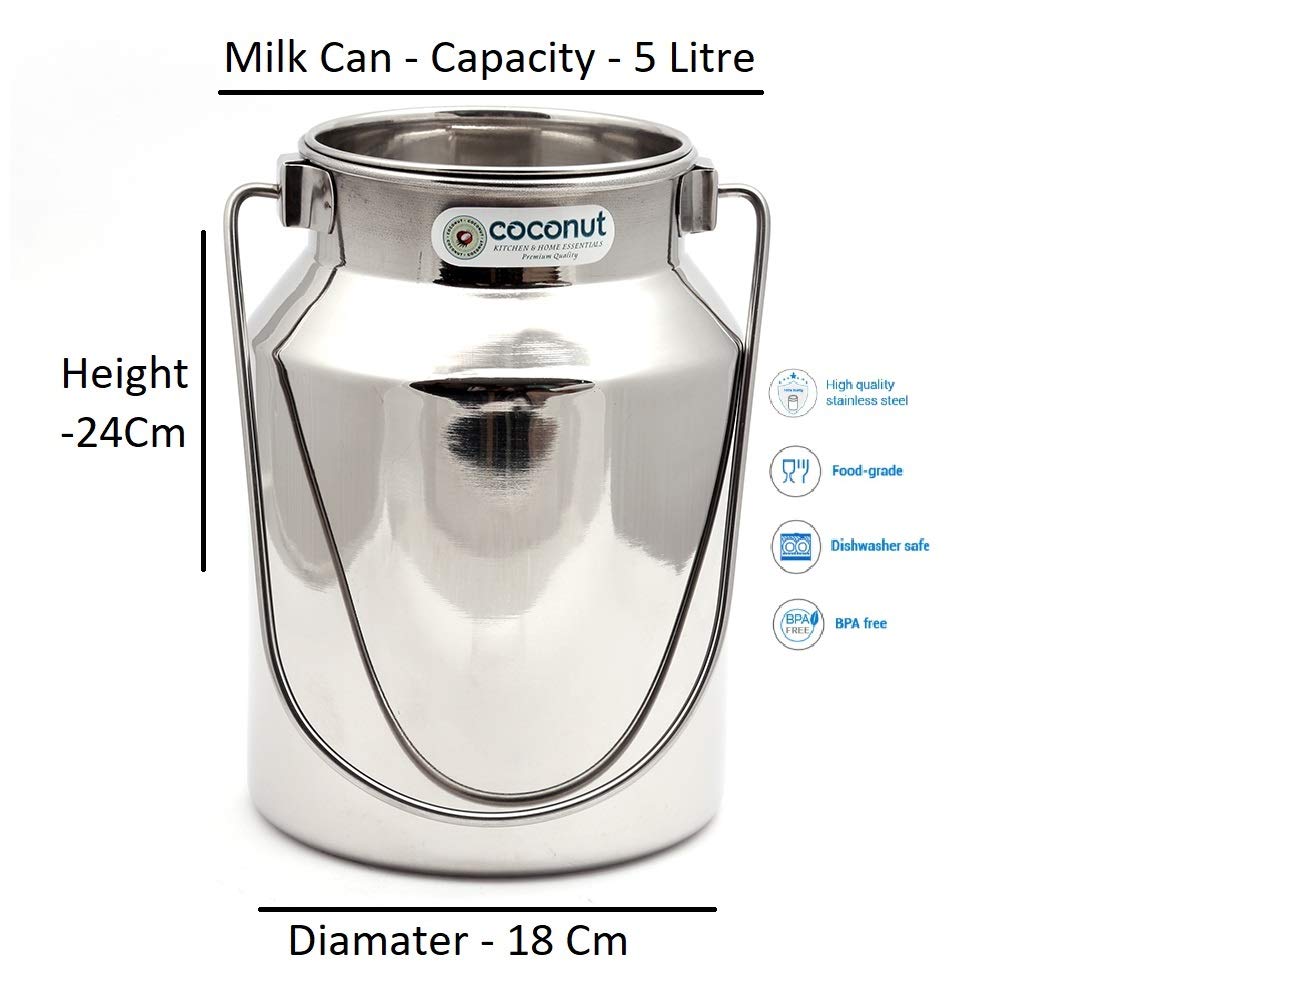 Milk Can - Capacity - 5 Litre
coconut
KITCHEN & HOME ESSENTIALS
Premium Quality
Height
-24Cm
High quality
stainless steel
Food-grade
Dishwasher safe
BPA
FREE
BPA free
Diamater - 18 Cm